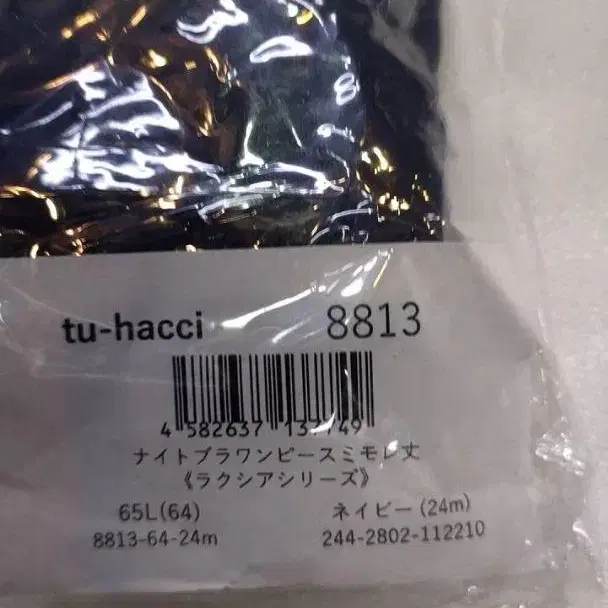 tu-hacci 8813
4 582637 137749
ナイトブラワンピースミモレ丈
《ラクシアシリーズ》
65L(64) ネイビー(24m)
8813-64-24m 244-2802-112210